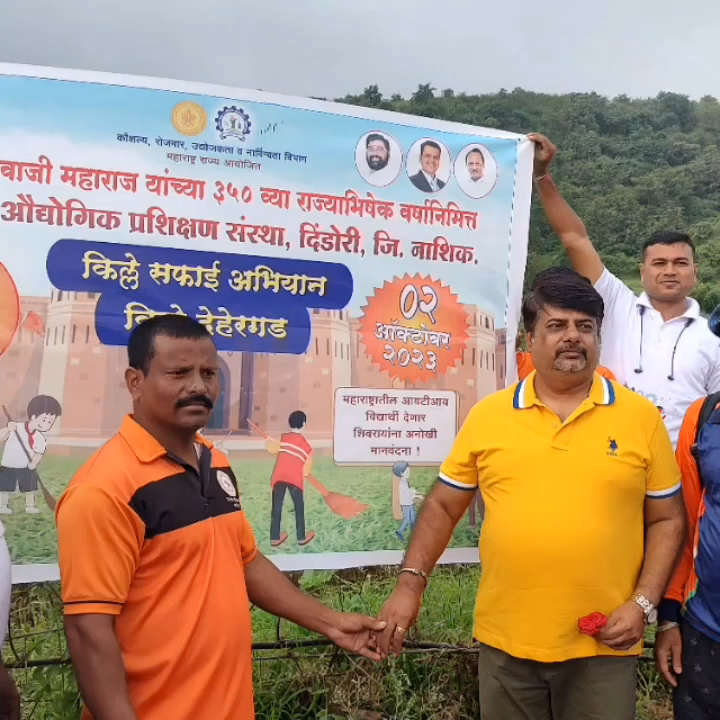 कौशल्य, रोजगार, उद्योजकता व नाविन्यता विभाग
महाराष्ट्र राज्य आयोजित
वाजी महाराज यांच्या ३५० व्या राज्याभिषेक वर्षानिमित्त
औद्योगिक प्रशिक्षण संस्था, दिंडोरी, जि. नाशिक.
किल्ले सफाई अभियान
देहेरगड
०२
ऑक्टोबर
२०२३
महाराष्ट्रातील आयटीआय
विद्यार्थी देणार
शिवरायांना अनोखी
मानवंदना !